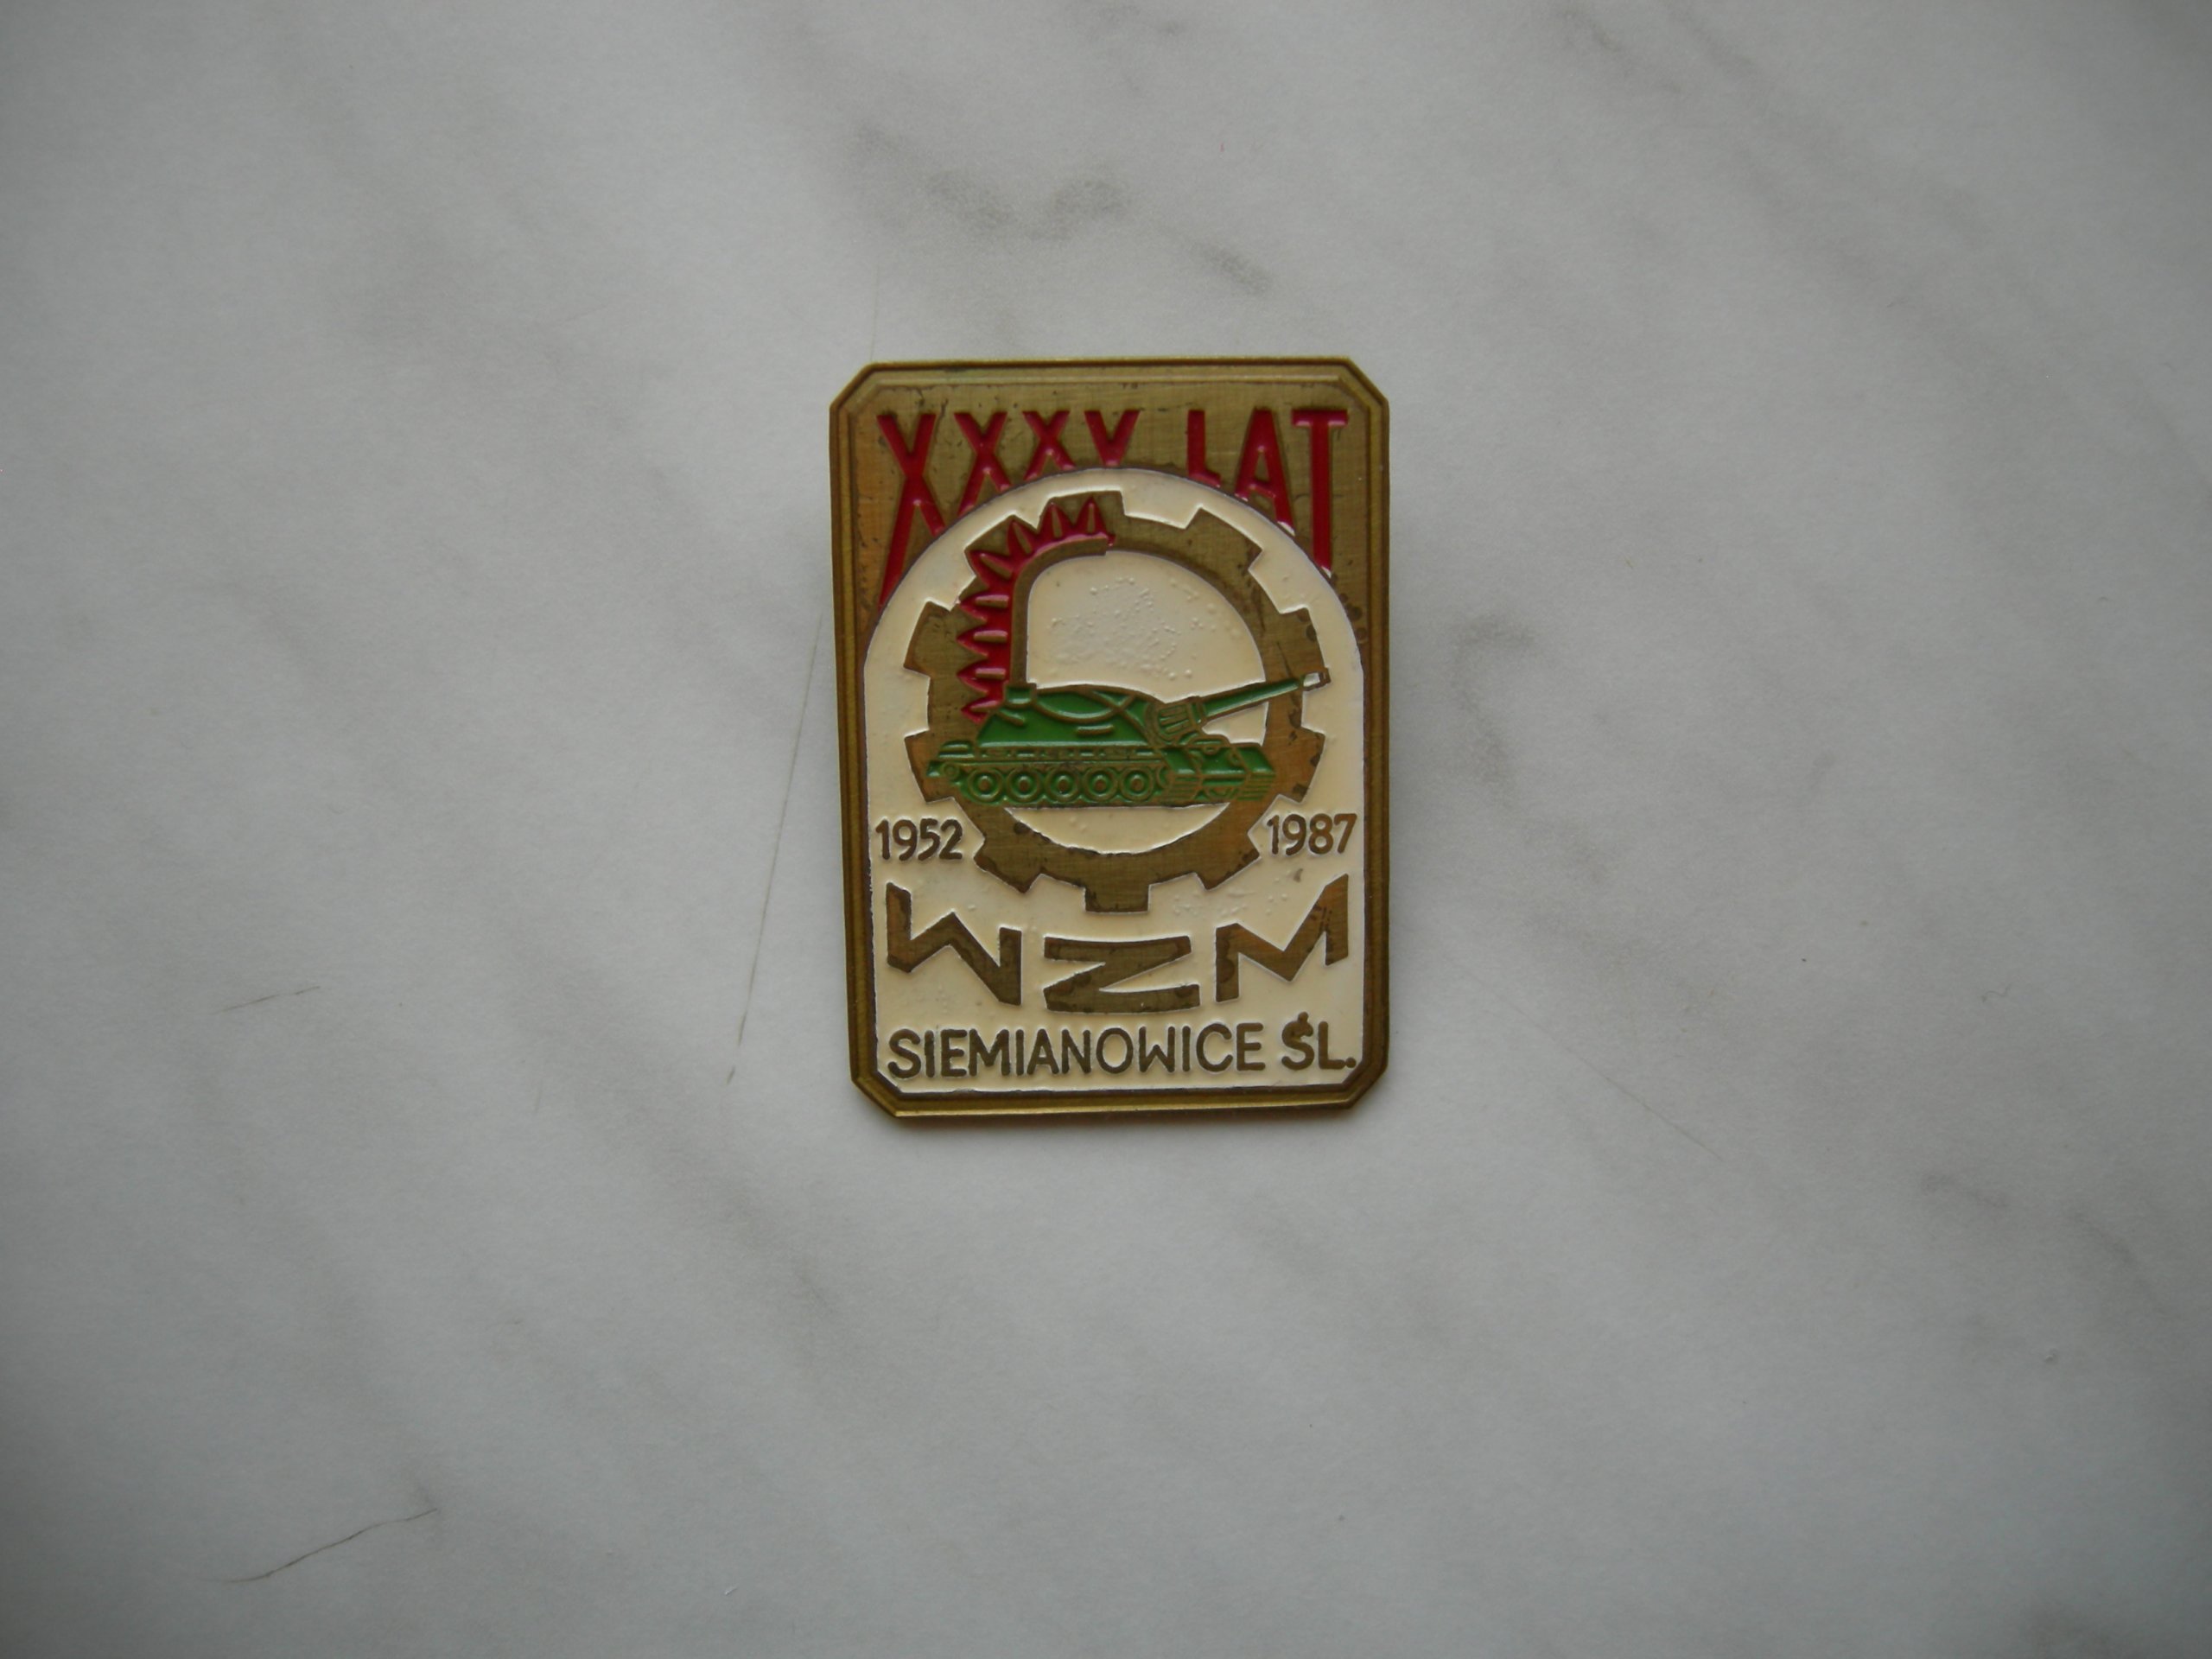 XXXV LAT
1952 1987
WZM
SIEMIANOWICE ŚL.